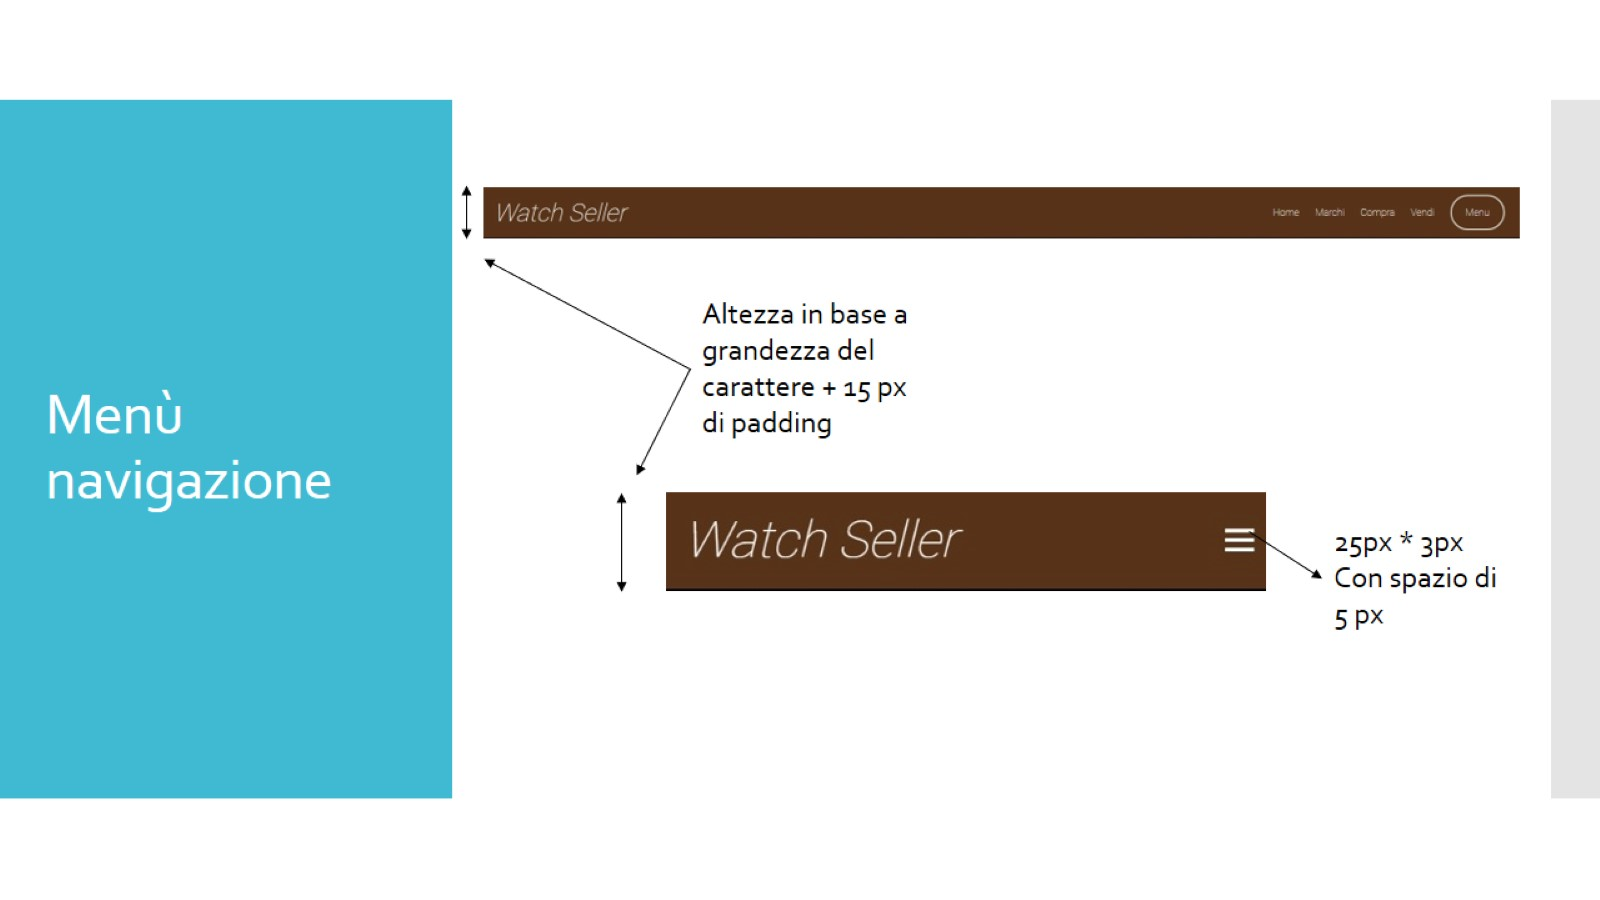 Menù
navigazione
Watch Seller
Home Marchi Compra Vendi Menu
Altezza in base a
grandezza del
carattere + 15 px
di padding
Watch Seller
25px * 3px
Con spazio di
5 px